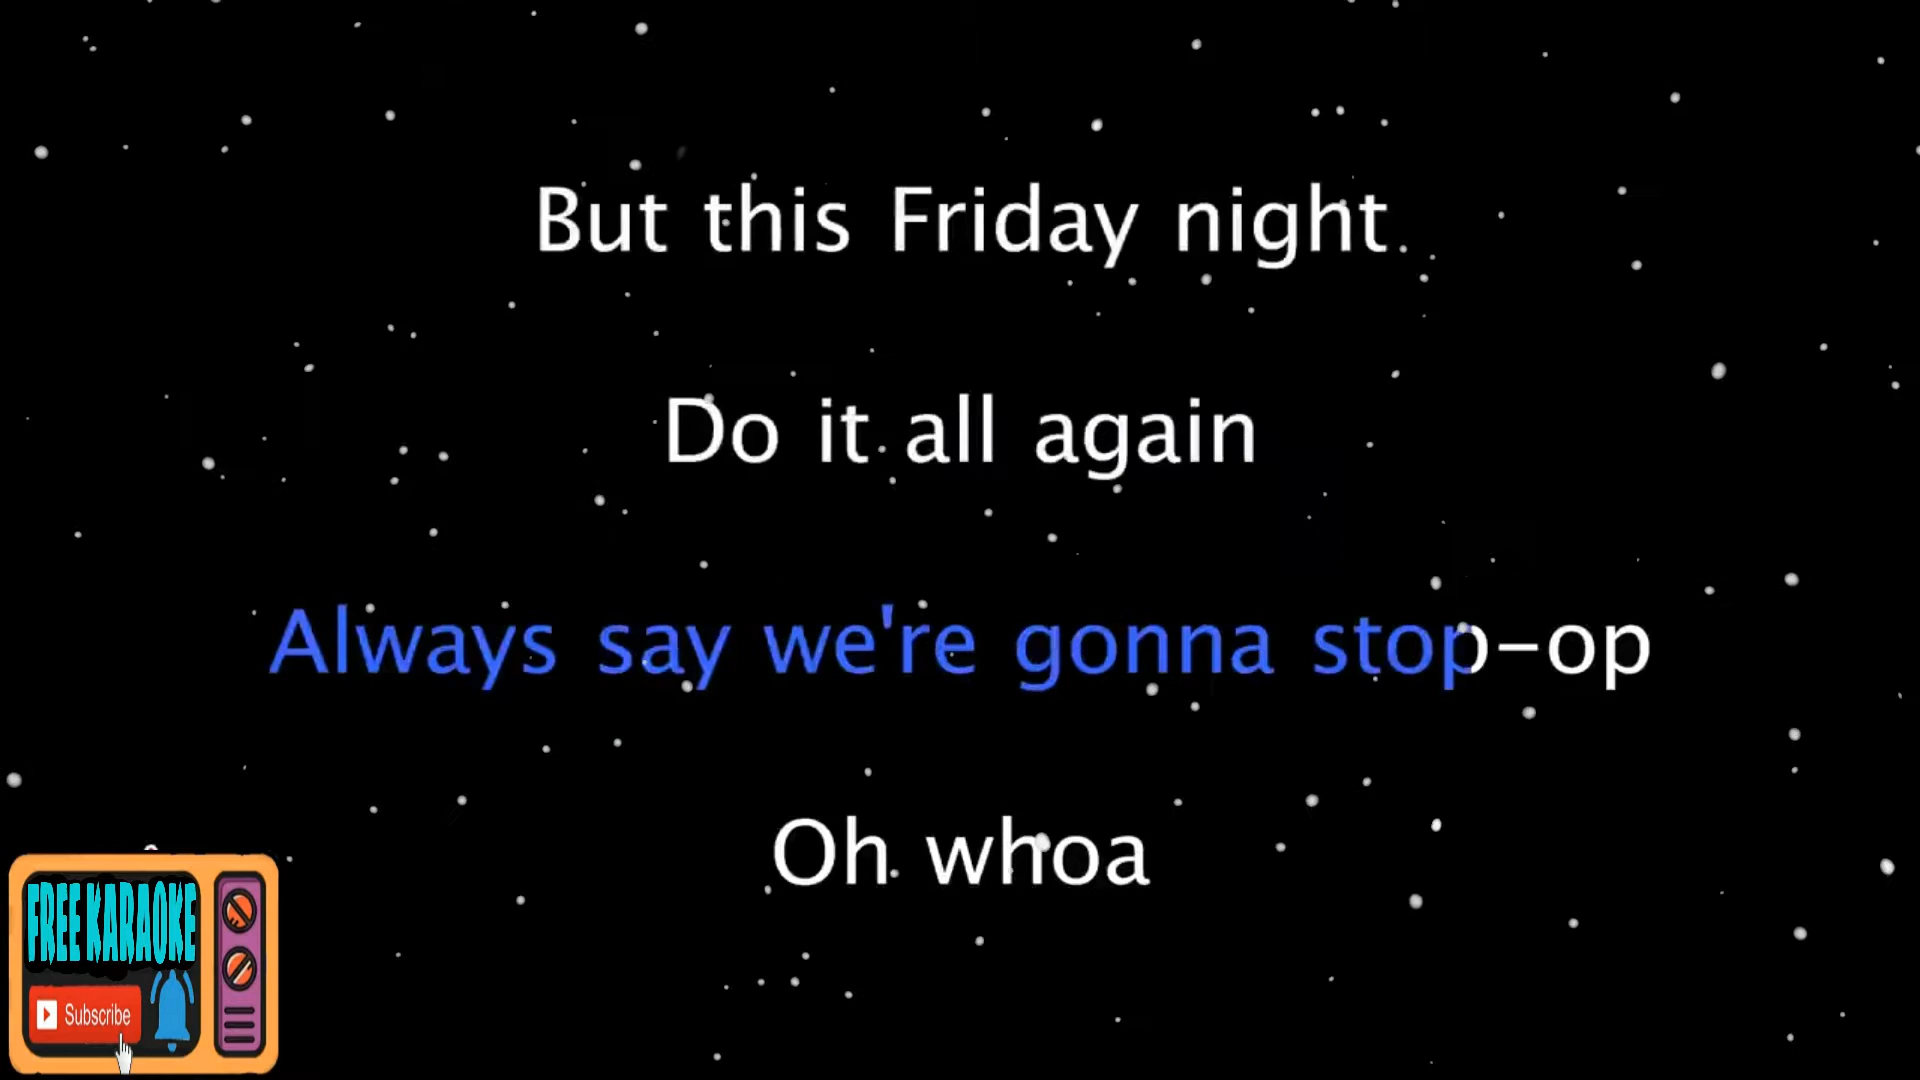 But this Friday night
Do it all again
Always say we're gonna stop-op
Oh whoa
FREE KARAOKE
Subscribe